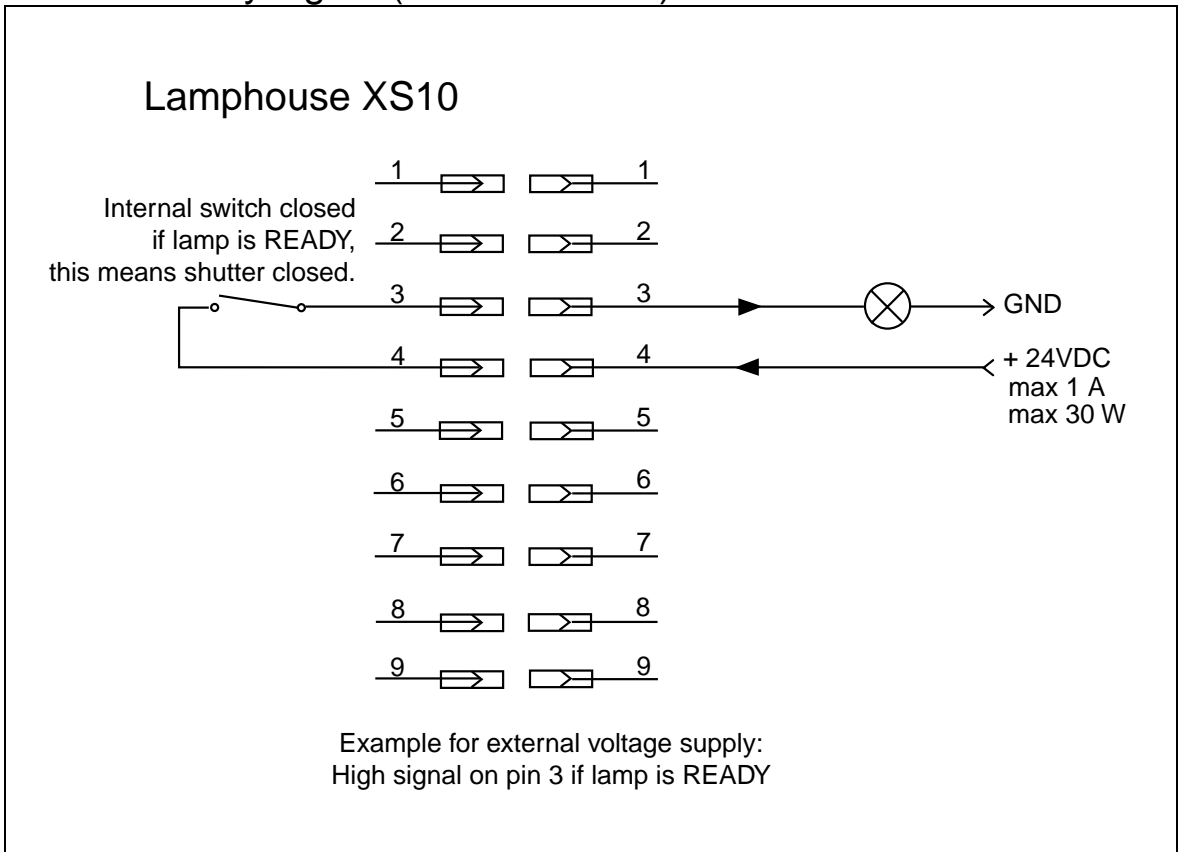 Lamphouse XS10
1 1
Internal switch closed
if lamp is READY,
this means shutter closed.
2 2
3 3
GND
4 4
+ 24VDC
max 1 A
max 30 W
5 5
6 6
7 7
8 8
9 9
Example for external voltage supply:
High signal on pin 3 if lamp is READY